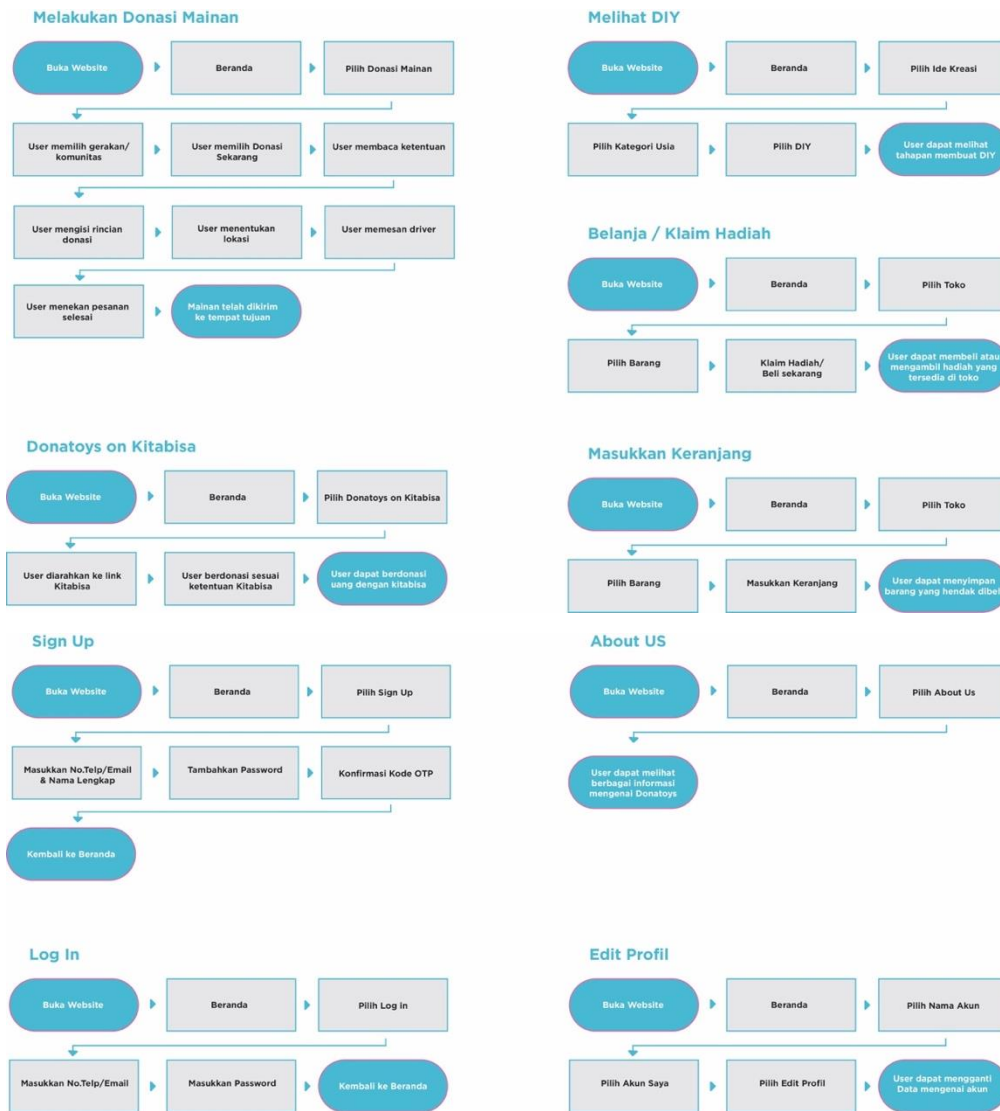 Melakukan Donasi Mainan
Buka Website
Beranda
Pilih Donasi Mainan
User memilih gerakan/
komunitas
User memilih Donasi
Sekarang
User membaca ketentuan
User mengisi rincian
donasi
User menentukan
lokasi
User memesan driver
User menekan pesanan
selesai
Mainan telah dikirim
ke tempat tujuan
Melihat DIY
Buka Website
Beranda
Pilih Ide Kreasi
Pilih Kategori Usia
Pilih DIY
User dapat melihat
tahapan membuat DIY
Belanja / Klaim Hadiah
Buka Website
Beranda
Pilih Toko
Pilih Barang
Klaim Hadiah/
Beli sekarang
User dapat membeli atau
mengambil hadiah yang
tersedia di toko
Donatoys on Kitabisa
Buka Website
Beranda
Pilih Donatoys on Kitabisa
User diarahkan ke link
Kitabisa
User berdonasi sesuai
ketentuan Kitabisa
User dapat berdonasi
uang dengan kitabisa
Masukkan Keranjang
Buka Website
Beranda
Pilih Toko
Pilih Barang
Masukkan Keranjang
User dapat menyimpan
barang yang hendak dibeli
Sign Up
Buka Website
Beranda
Pilih Sign Up
Masukkan No.Telp/Email
& Nama Lengkap
Tambahkan Password
Konfirmasi Kode OTP
Kembali ke Beranda
About US
Buka Website
Beranda
Pilih About Us
User dapat melihat
berbagai informasi
mengenai Donatoys
Log In
Buka Website
Beranda
Pilih Log in
Masukkan No.Telp/Email
Masukkan Password
Kembali ke Beranda
Edit Profil
Buka Website
Beranda
Pilih Nama Akun
Pilih Akun Saya
Pilih Edit Profil
User dapat mengganti
Data mengenai akun